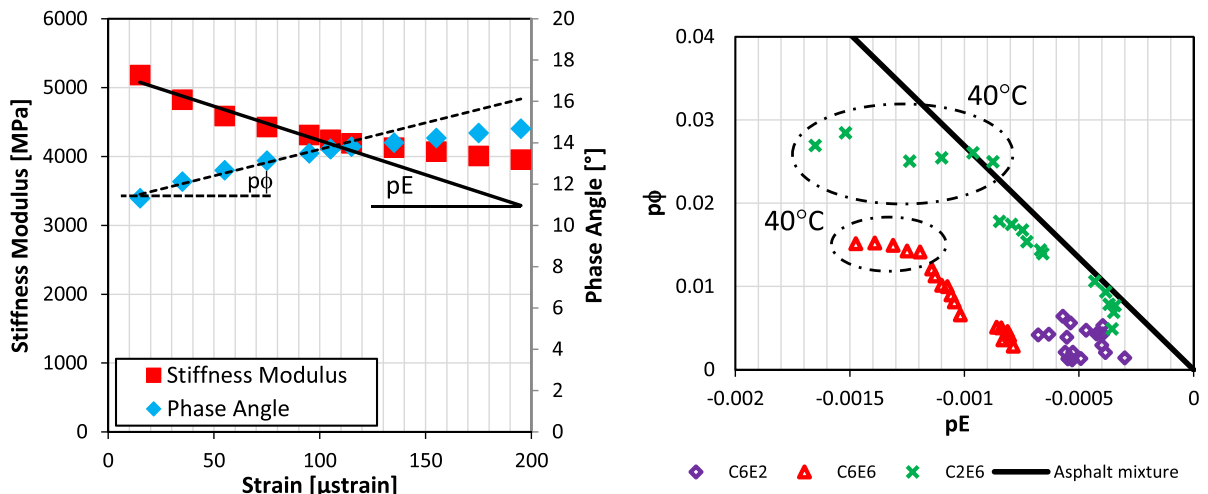 6000
5000
4000
3000
2000
1000
0
Stiffness Modulus [MPa]
pϕ
pE
Stiffness Modulus
Phase Angle
0
50
100
150
200
Strain [µstrain]
20
18
16
14
12
10
8
6
4
2
0
Phase Angle [°]
0.04
0.03
0.02
0.01
0
pϕ
40°C
40°C
-0.002
-0.0015
-0.001
-0.0005
0
pE
C6E2
C6E6
C2E6
Asphalt mixture